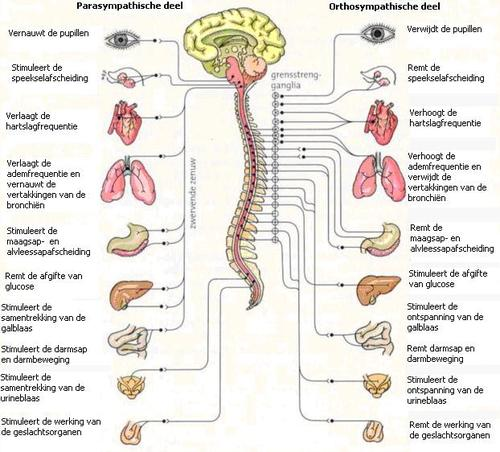 Parasympathische deel
Vernauwt de pupillen
Stimuleert de
speekselafscheiding
Verlaagt de
hartslagfrequentie
Verlaagt de
ademfrequentie en
vernauwt de
vertakkingen van de
bronchiën
Stimuleert de
maagsap- en
alvleessapafscheiding
Remt de afgifte van
glucose
Stimuleert de
samentrekking van de
galblaas
Stimuleert de darmsap
en darmbeweging
Stimuleert de
samentrekking van de
urineblaas
Stimuleert de werking
van de geslachtsorganen
zwervende zenuw
grensstreng-
ganglia
Orthosympathische deel
Verwijdt de pupillen
Remt de
speekselafscheiding
Verhoogt de
hartslagfrequentie
Verhoogt de
ademfrequentie en
verwijdt de
vertakkingen van de
bronchiën
Remt de
maagsap- en
alvleessapafscheiding
Stimuleert de afgifte
van glucose
Stimuleert de
ontspanning van de
galblaas
Remt darmsap en
darmbeweging
Stimuleert de
ontspanning van de
urineblaas
Remt de werking van
de geslachtsorganen